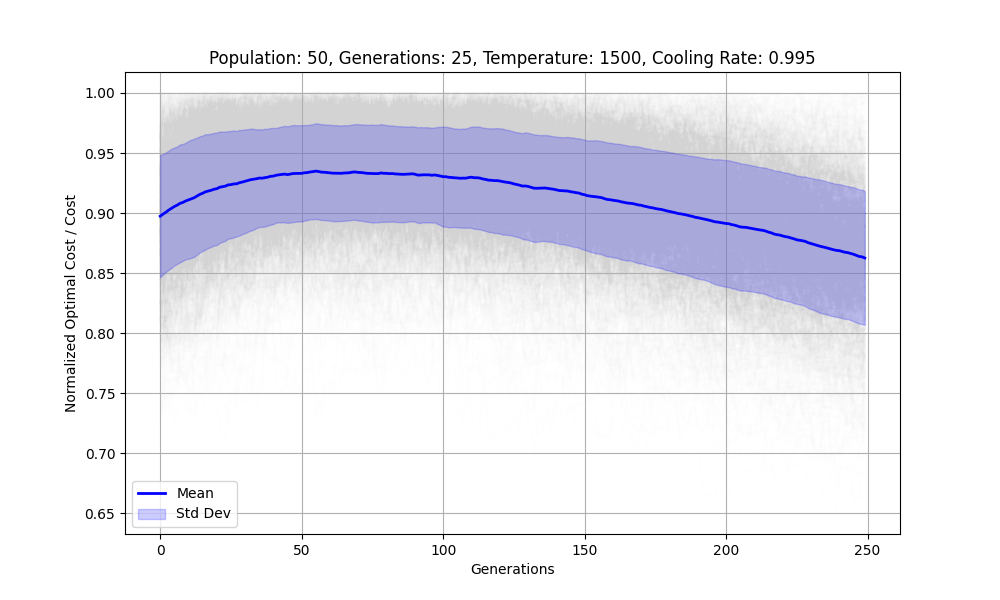 Population: 50, Generations: 25, Temperature: 1500, Cooling Rate: 0.995
Normalized Optimal Cost / Cost
1.00
0.95
0.90
0.85
0.80
0.75
0.70
0.65
Mean
Std Dev
0
50
100
150
200
250
Generations